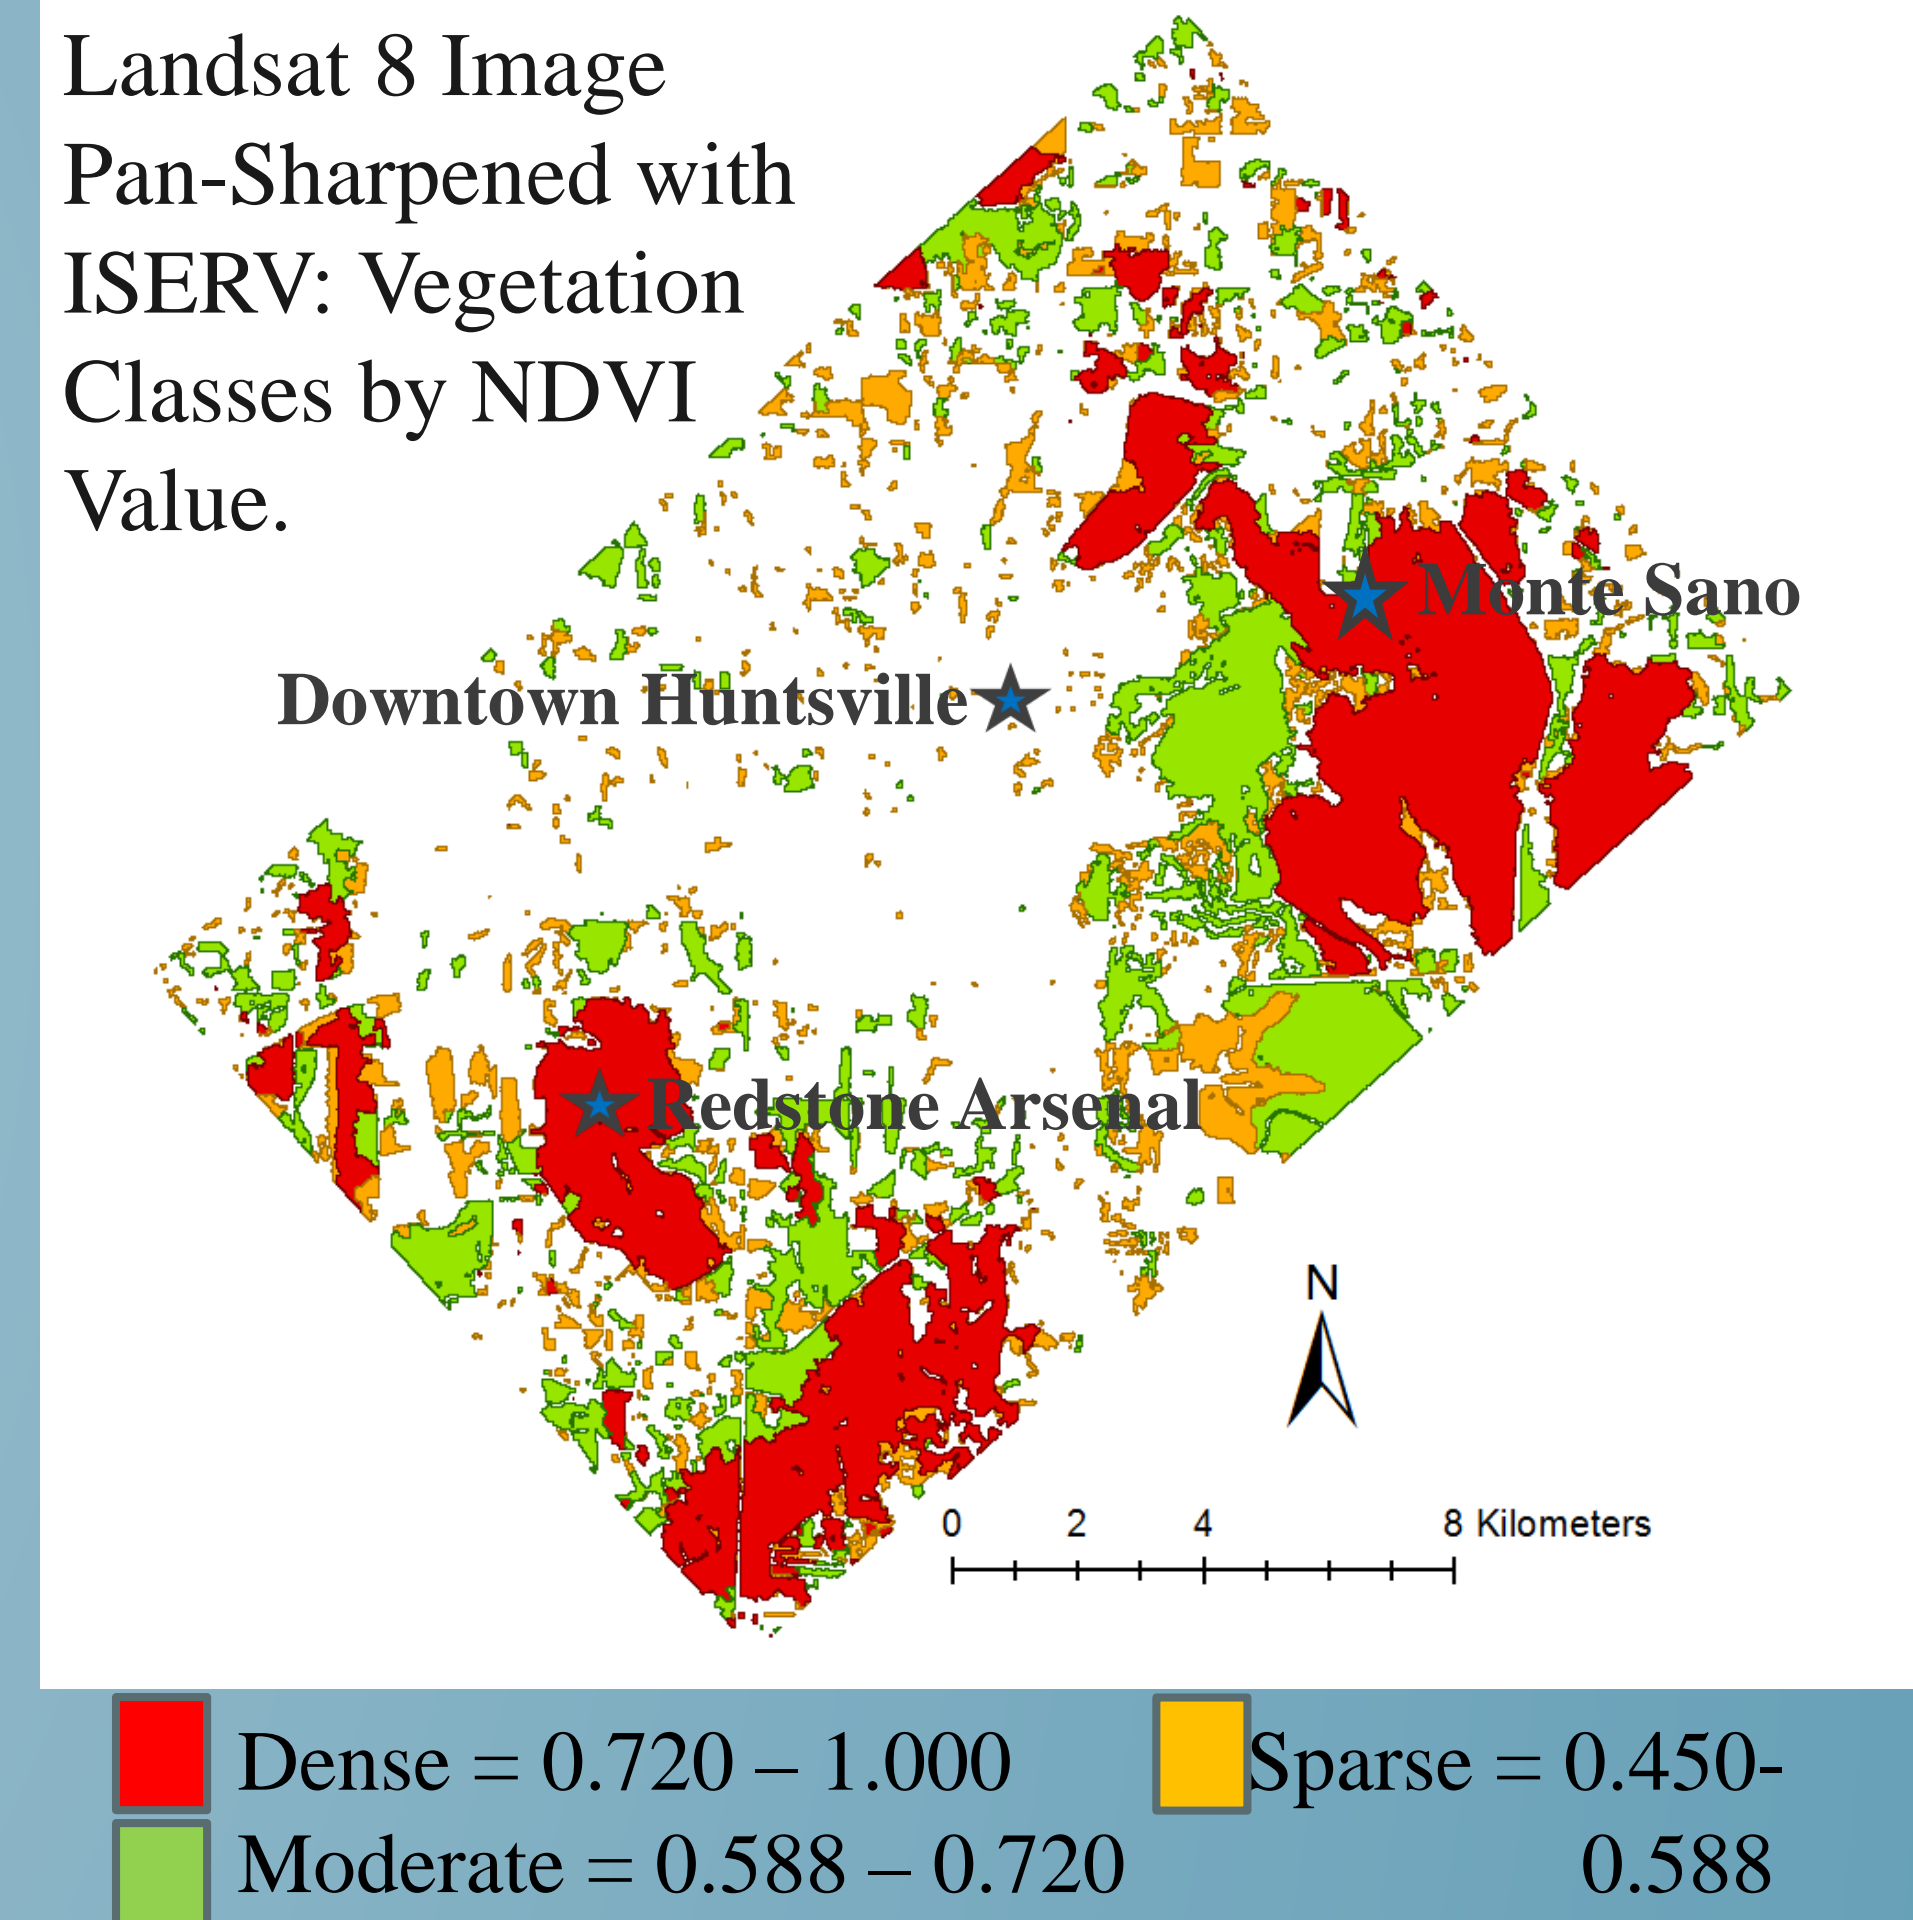 Landsat 8 Image
Pan-Sharpened with
ISERV: Vegetation
Classes by NDVI
Value.
Monte Sano
Downtown Huntsville
Redstone Arsenal
N
0 2 4 8 Kilometers
Dense = 0.720 – 1.000
Moderate = 0.588 – 0.720
Sparse = 0.450-
0.588